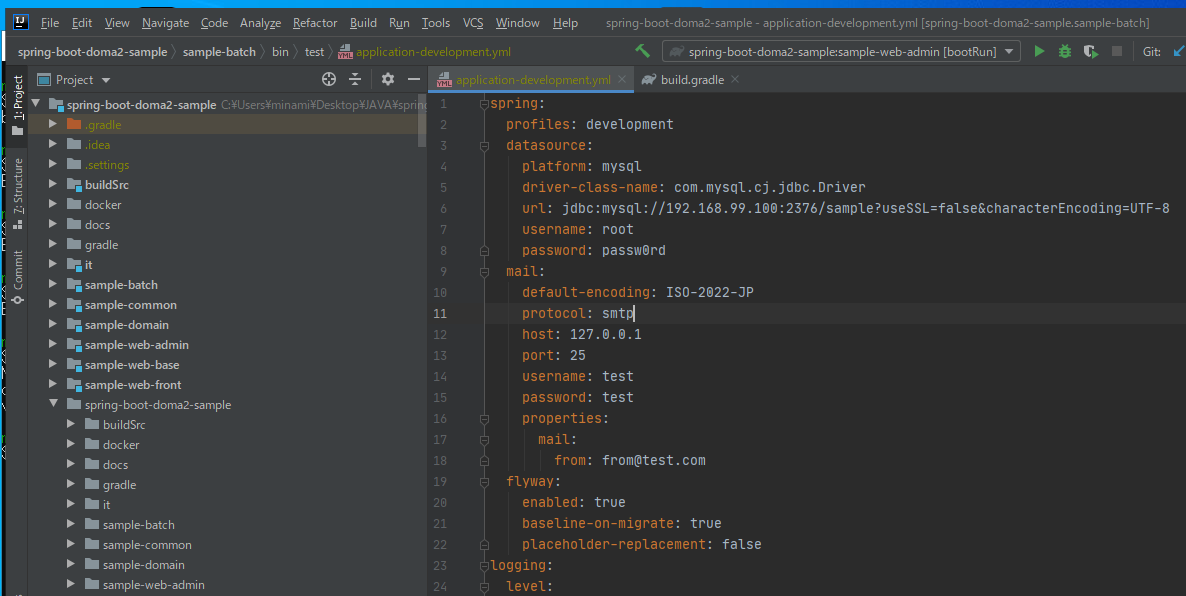 File Edit View Navigate Code Analyze Refactor Build Run Tools VCS Window Help spring-boot-doma2-sample - application-development.yml [spring-boot-doma2-sample.sample-batch]
spring-boot-doma2-sample sample-batch bin test application-development.yml spring-boot-doma2-sample:sample-web-admin [bootRun] Git:
Project
application-development.yml build.gradle
1: Project
7: Structure
Commit
spring-boot-doma2-sample C:¥Users¥minami¥Desktop¥JAVA¥spring
.gradle
.idea
.settings
buildSrc
docker
docs
gradle
it
sample-batch
sample-common
sample-domain
sample-web-admin
sample-web-base
sample-web-front
spring-boot-doma2-sample
buildSrc
docker
docs
gradle
it
sample-batch
sample-common
sample-domain
sample-web-admin
1 spring:
2 profiles: development
3 datasource:
4 platform: mysql
5 driver-class-name: com.mysql.cj.jdbc.Driver
6 url: jdbc:mysql://192.168.99.100:2376/sample?useSSL=false&characterEncoding=UTF-8
7 username: root
8 password: passw0rd
9 mail:
10 default-encoding: ISO-2022-JP
11 protocol: smtp
12 host: 127.0.0.1
13 port: 25
14 username: test
15 password: test
16 properties:
17 mail:
18 from: from@test.com
19 flyway:
20 enabled: true
21 baseline-on-migrate: true
22 placeholder-replacement: false
23 logging:
24 level: